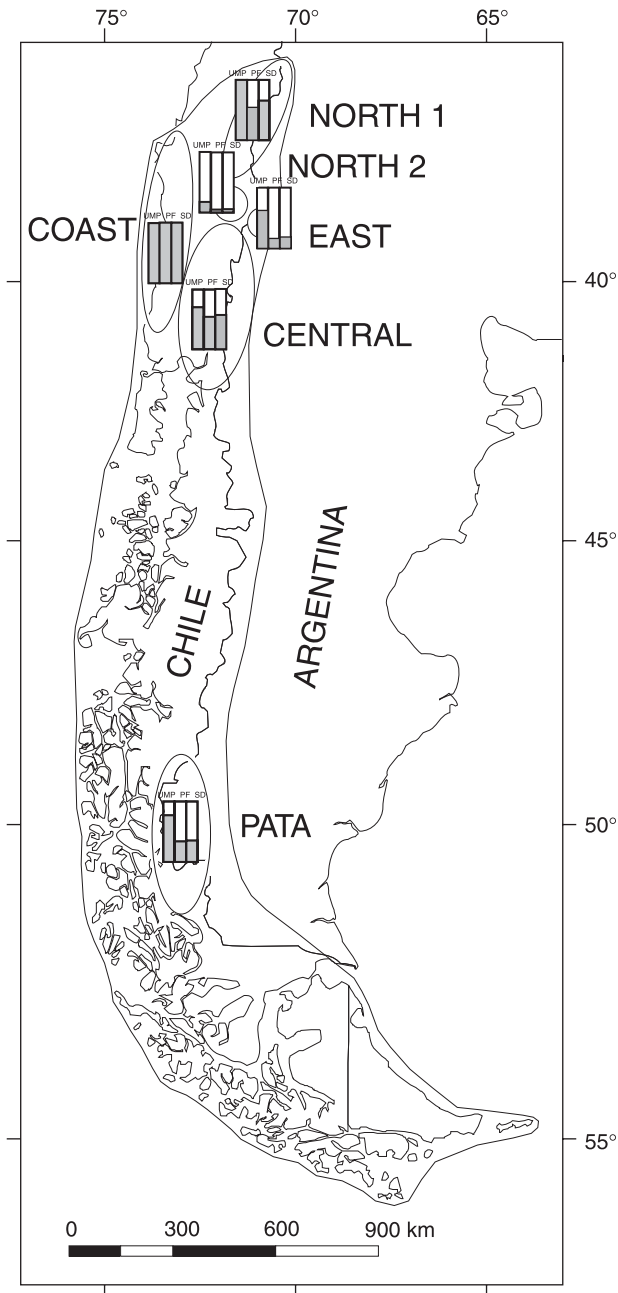 75° 70° 65°
UMP PF SD
NORTH 1
UMP PF SD
NORTH 2
UMP PF SD
COAST
UMP PF SD
EAST
40°
UMP PF SD
CENTRAL
45°
CHILE
ARGENTINA
UMP PF SD
PATA
50°
55°
0 300 600 900 km